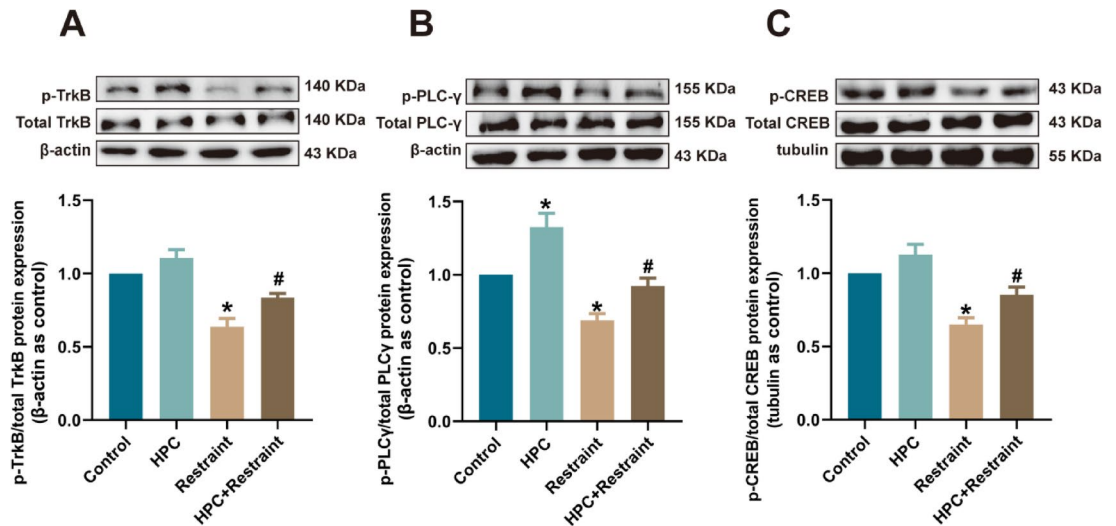 A
p-TrkB
140 KDa
Total TrkB
140 KDa
β-actin
43 KDa
p-TrkB/total TrkB protein expression
(β-actin as control)
1.5
1.0
0.5
0.0
*
#
Control
HPC
Restraint
HPC+Restraint
B
p-PLC-γ
155 KDa
Total PLC-γ
155 KDa
β-actin
43 KDa
p-PLCγ/total PLCγ protein expression
(β-actin as control)
1.5
1.0
0.5
0.0
*
*
#
Control
HPC
Restraint
HPC+Restraint
C
p-CREB
43 KDa
Total CREB
43 KDa
tubulin
55 KDa
p-CREB/total CREB protein expression
(tubulin as control)
1.5
1.0
0.5
0.0
*
#
Control
HPC
Restraint
HPC+Restraint